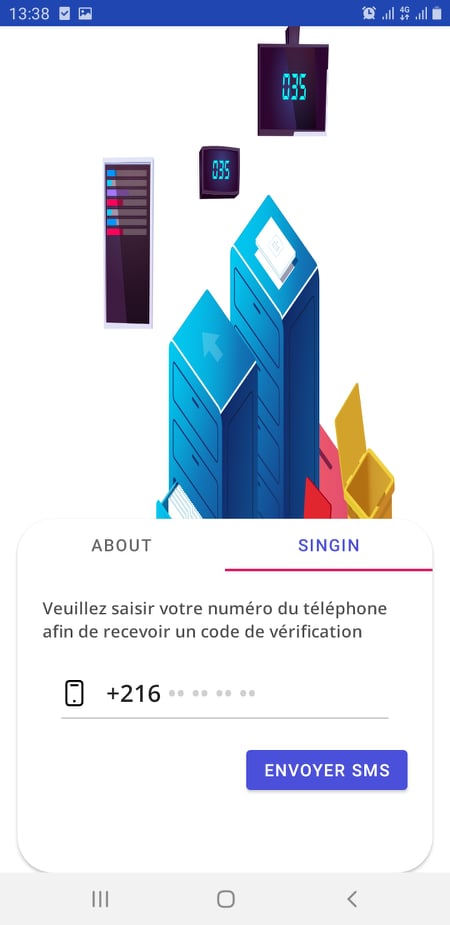 13:38
4G
035
035
ABOUT
SINGIN
Veuillez saisir votre numéro du téléphone
afin de recevoir un code de vérification
+216 •• •• •• ••
ENVOYER SMS